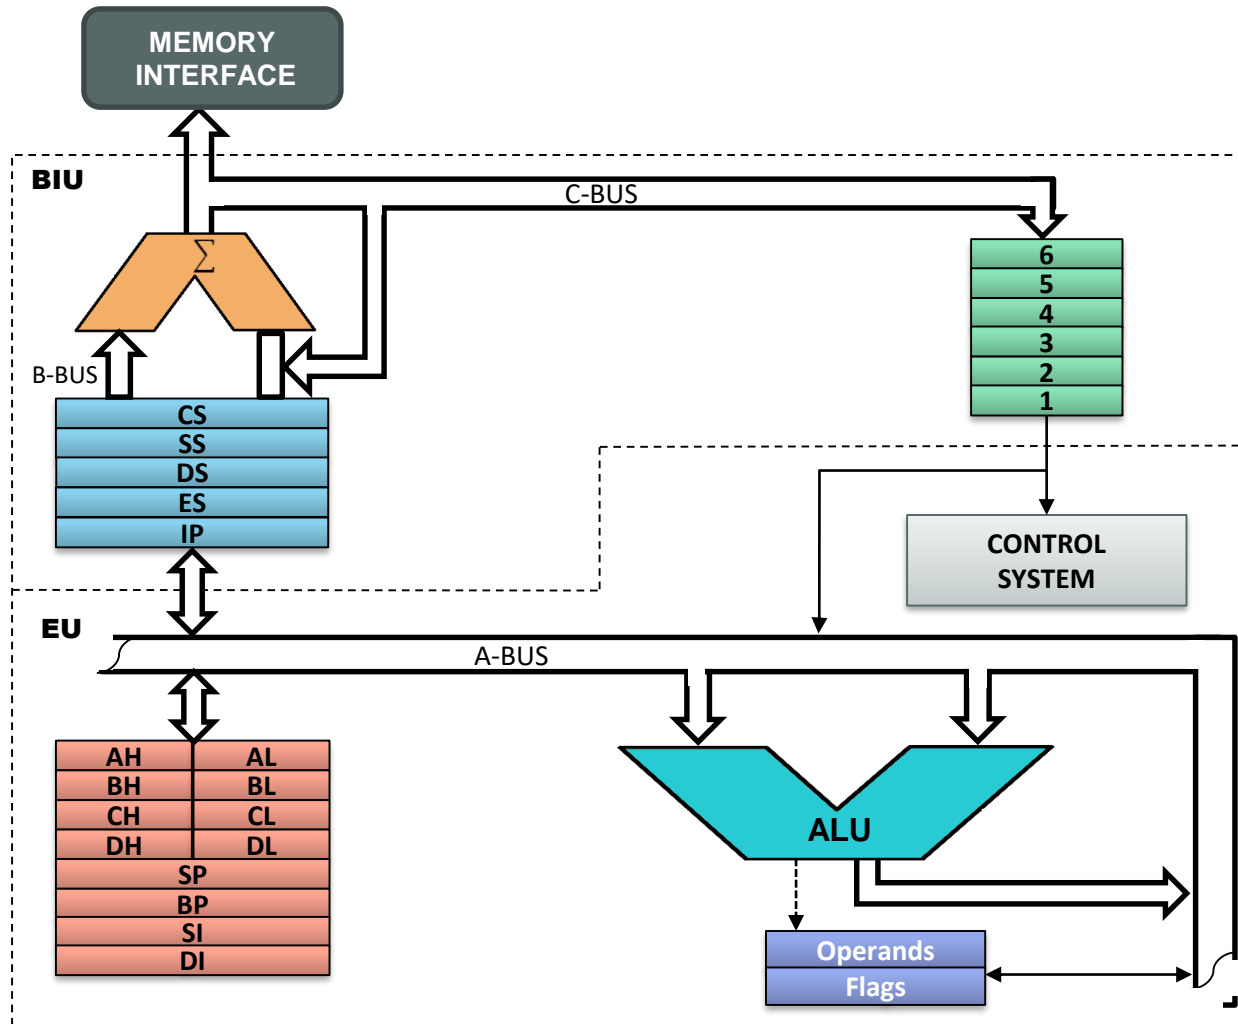 MEMORY
INTERFACE
BIU
C-BUS
Σ
6
5
4
3
2
1
B-BUS
CS
SS
DS
ES
IP
CONTROL
SYSTEM
EU
A-BUS
AH AL
BH BL
CH CL
DH DL
SP
BP
SI
DI
ALU
Operands
Flags